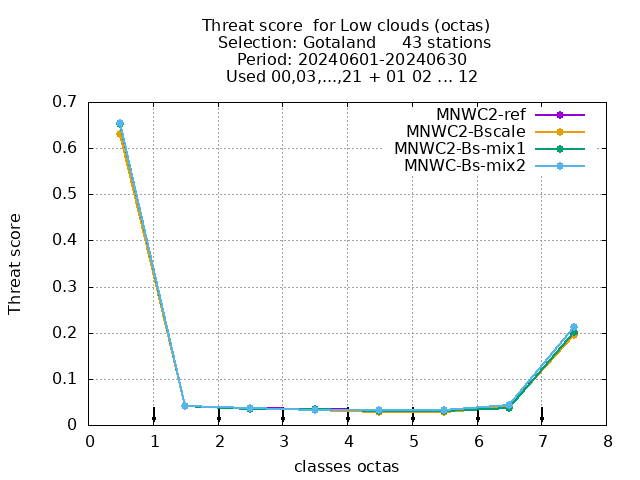 Threat score  for Low clouds (octas)
Selection: Gotaland     43 stations
Period: 20240601-20240630
Used 00,03,...,21 + 01 02 ... 12
MNWC2-ref
MNWC2-Bscale
MNWC2-Bs-mix1
MNWC-Bs-mix2
Threat score
0.7
0.6
0.5
0.4
0.3
0.2
0.1
0
0 1 2 3 4 5 6 7 8
classes octas